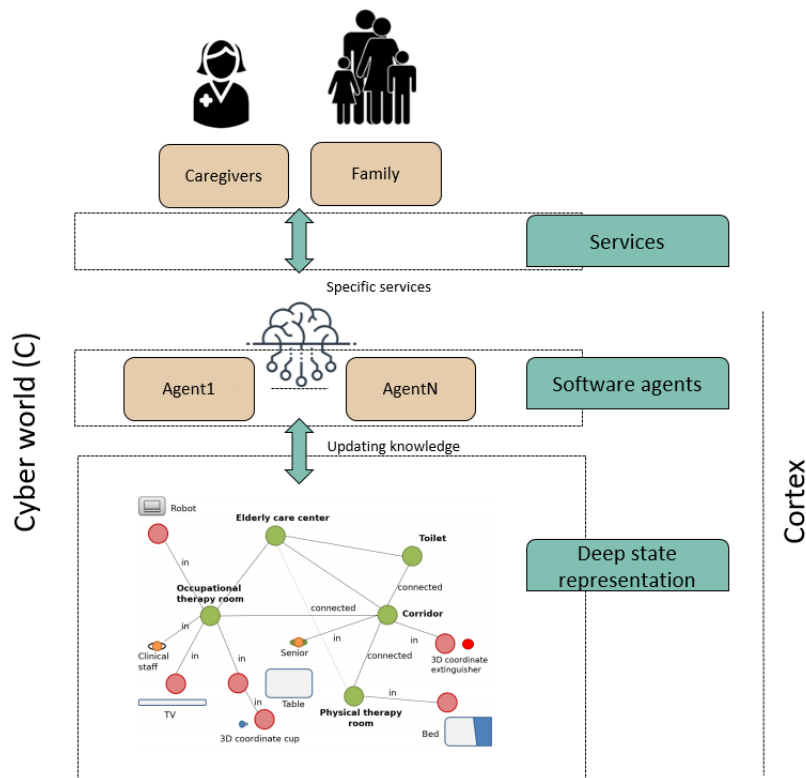 Caregivers
Family
Services
Specific services
Cyber world (C)
Agent1
AgentN
Software agents
Updating knowledge
Cortex
Robot
Elderly care center
Toilet
in
Deep state
representation
Occupational
therapy room
connected
connected
Corridor
in
Clinical
staff
in
in
Senior
in
in
3D coordinate
extinguisher
connected
in
Table
in
TV
Physical therapy
room
3D coordinate cup
Bed